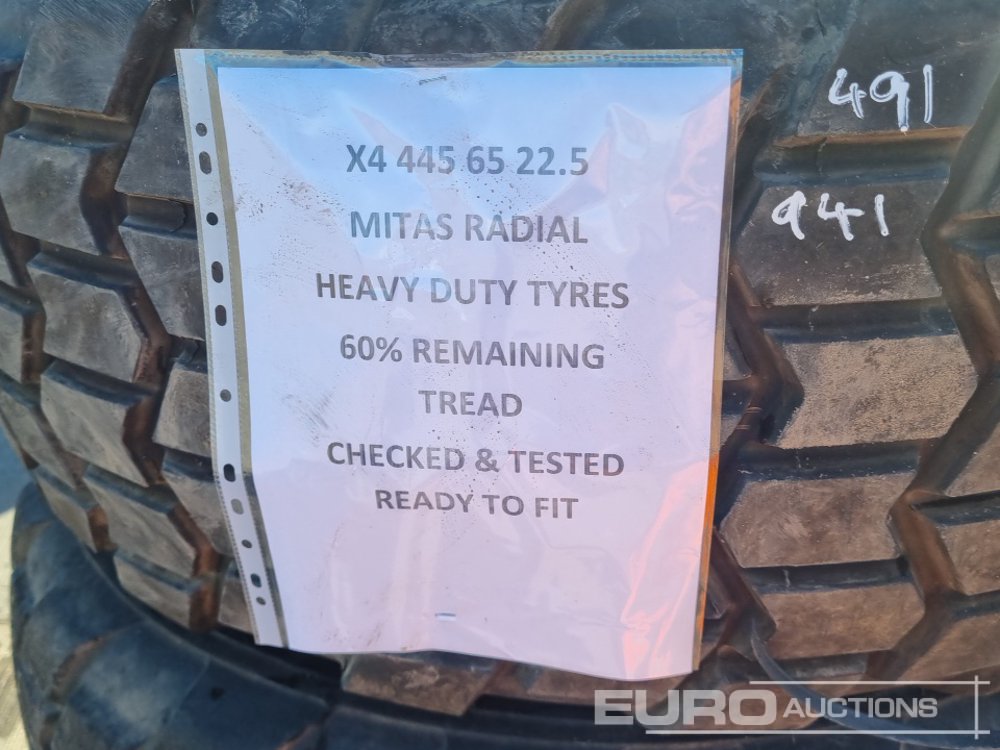 X4 445 65 22.5
MITAS RADIAL
HEAVY DUTY TYRES
60% REMAINING
TREAD
CHECKED & TESTED
READY TO FIT
491
941
EURO AUCTIONS